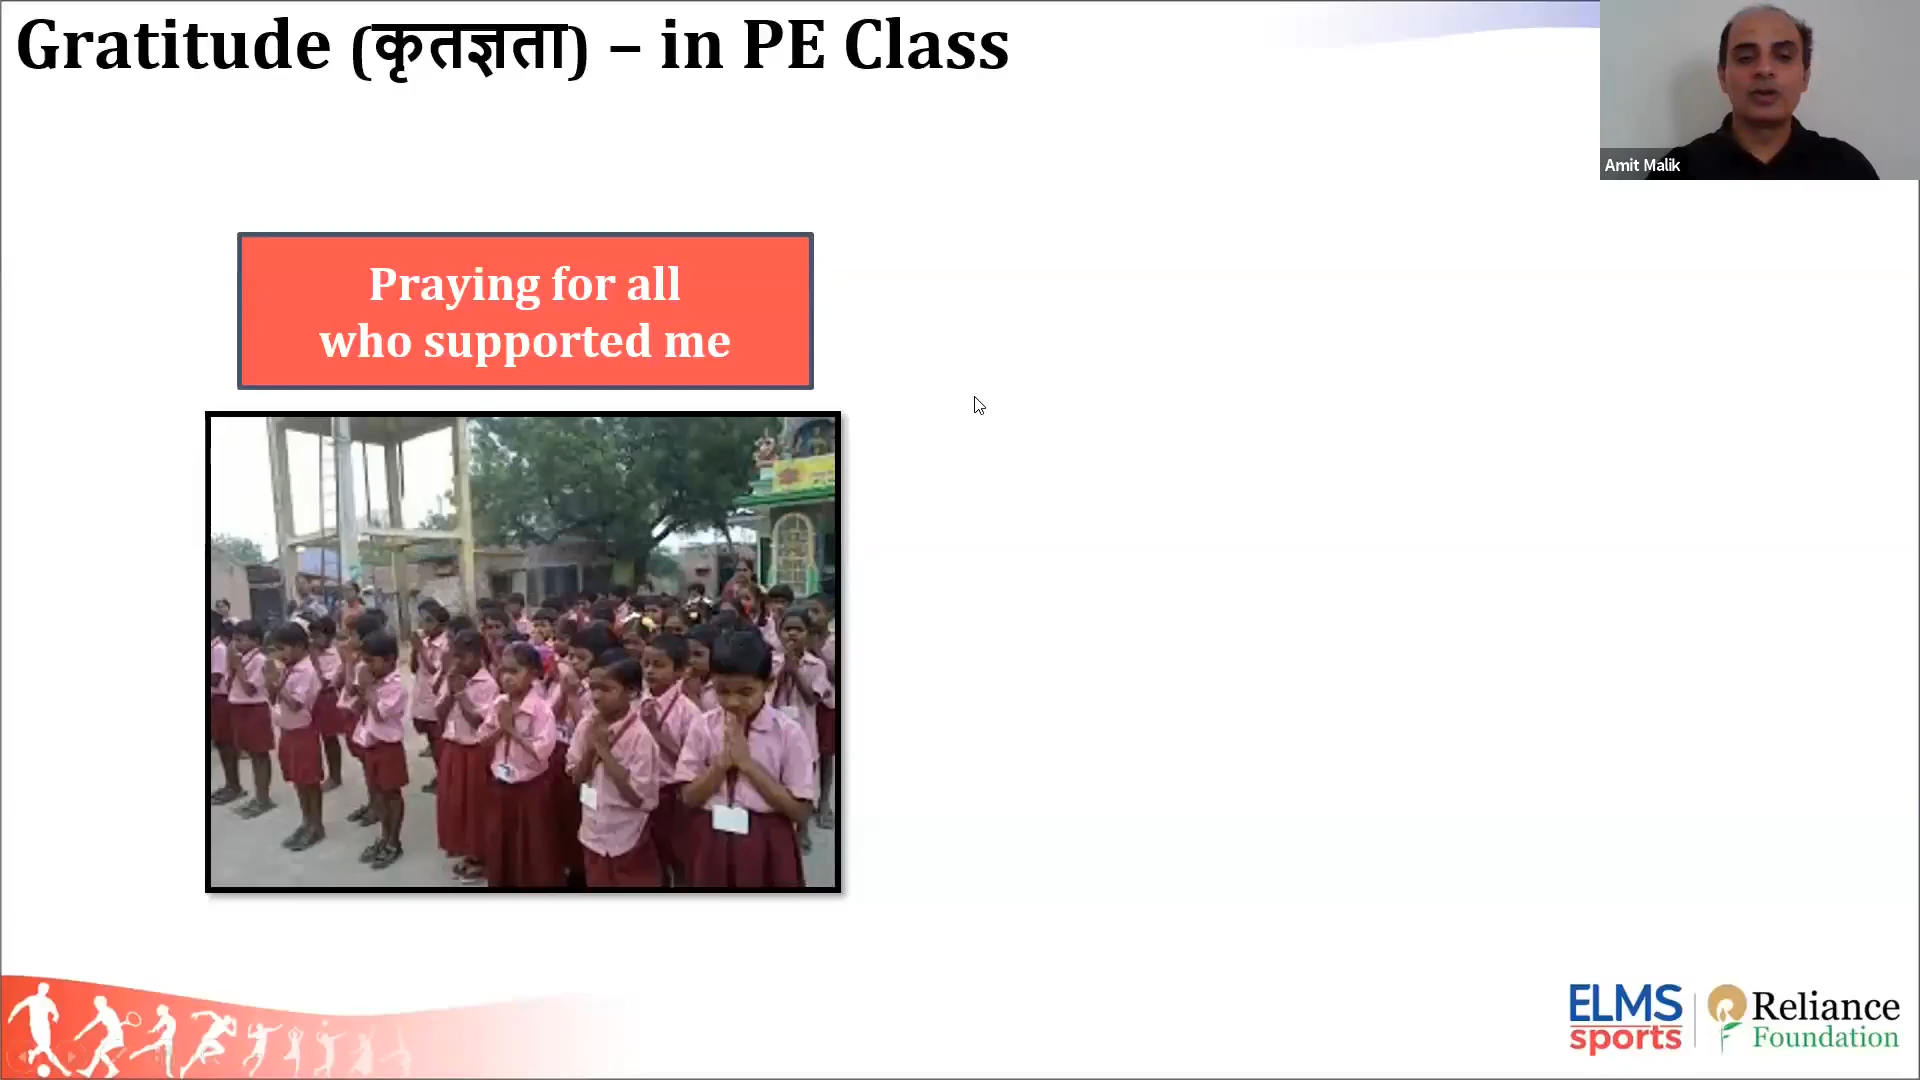 Gratitude (कृतज्ञता) – in PE Class
Amit Malik
Praying for all
who supported me
ELMS
sports
Reliance
Foundation